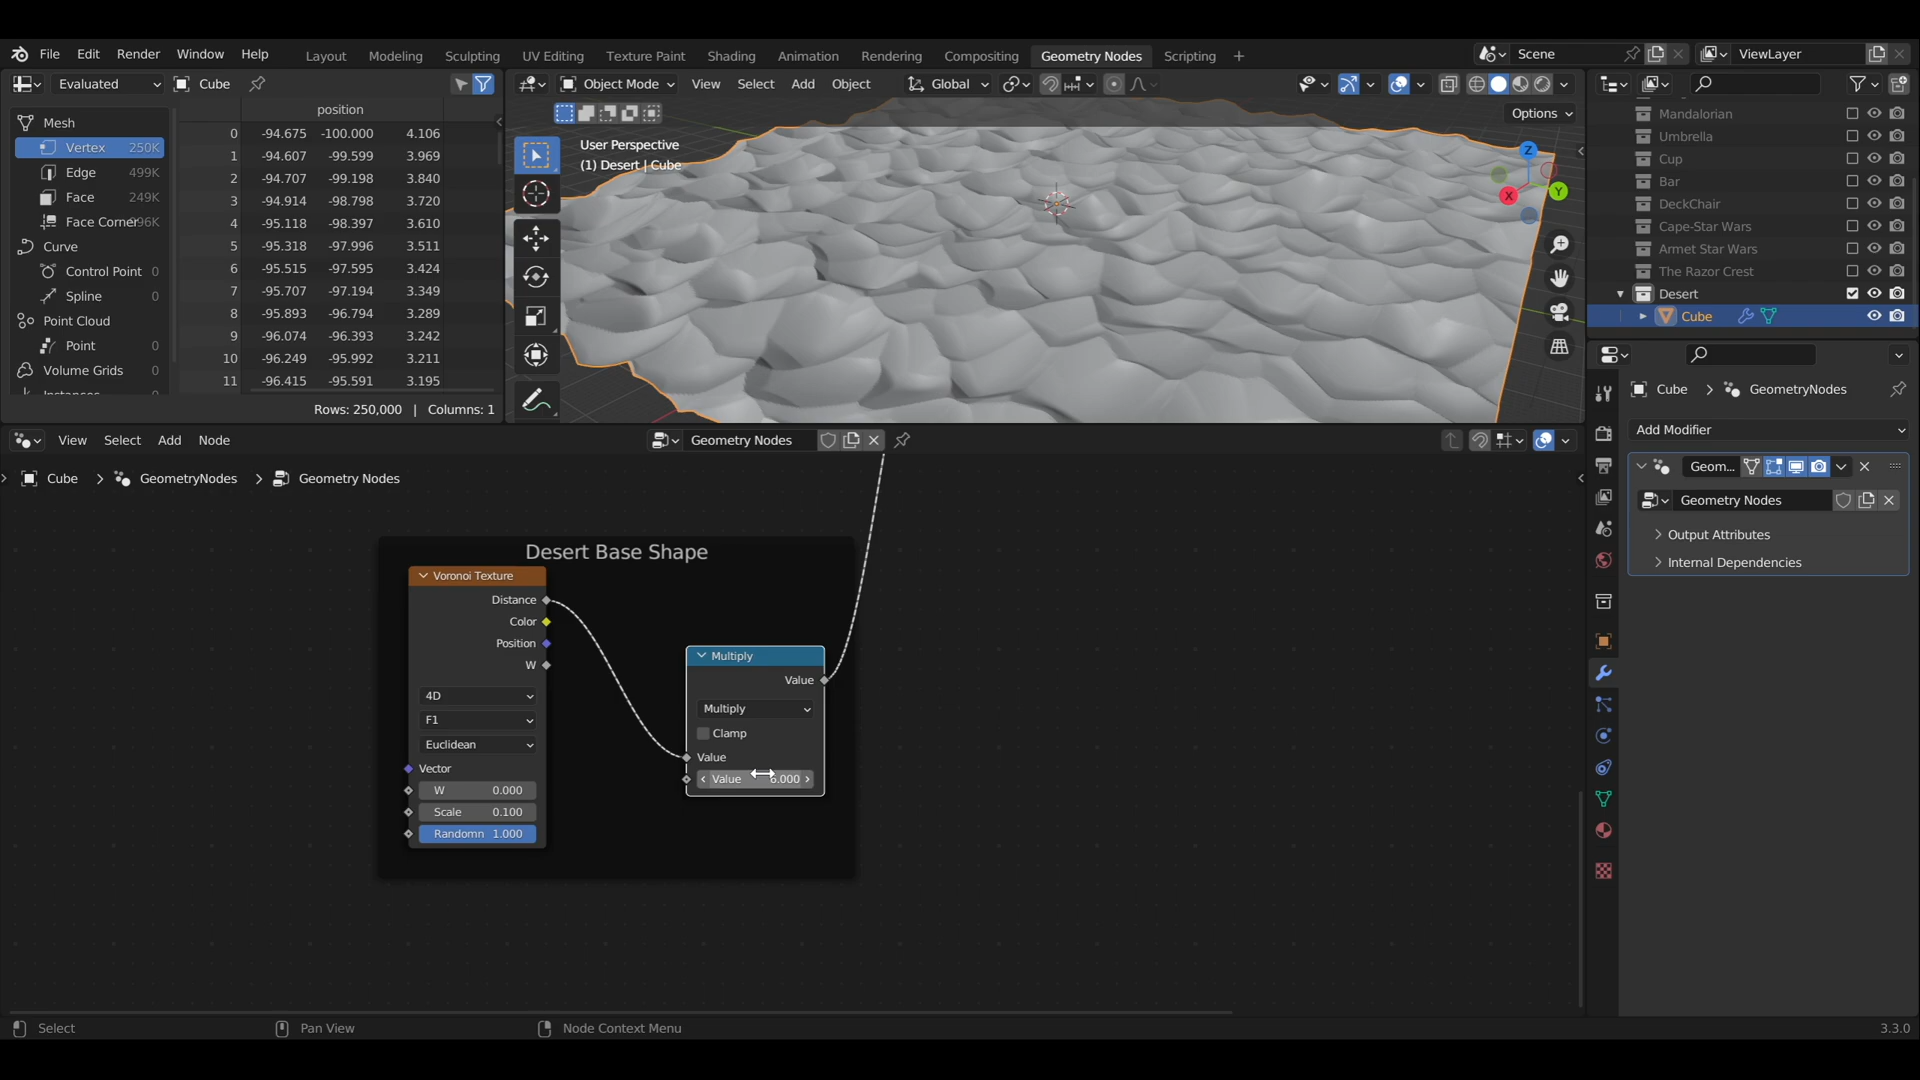 File Edit Render Window Help Layout Modeling Sculpting UV Editing Texture Paint Shading Animation Rendering Compositing Geometry Nodes Scripting + Scene ViewLayer
Evaluated Cube
position
Mesh
Vertex 250K
Edge 499K
Face 249K
Face Corner 96K
Curve
Control Point 0
Spline 0
Point Cloud
Point 0
Volume Grids
0 -94.675 -100.000 4.106
1 -94.607 -99.599 3.969
2 -94.707 -99.198 3.840
3 -94.914 -98.798 3.720
4 -95.118 -98.397 3.610
5 -95.318 -97.996 3.511
6 -95.515 -97.595 3.424
7 -95.707 -97.194 3.349
8 -95.893 -96.794 3.289
9 -96.074 -96.393 3.242
10 -96.249 -95.992 3.211
11 -96.415 -95.591 3.195
Rows: 250,000 | Columns: 1
Object Mode View Select Add Object Global
Options
User Perspective
(1) Desert | Cube
Z
X
Y
Mandalorian
Umbrella
Cup
Bar
DeckChair
Cape-Star Wars
Armet Star Wars
The Razor Crest
Desert
Cube
Cube > GeometryNodes
Add Modifier
Geom...
Geometry Nodes
Output Attributes
Internal Dependencies
View Select Add Node Geometry Nodes
Cube > GeometryNodes > Geometry Nodes
Desert Base Shape
Voronoi Texture
Distance
Color
Position
W
4D
F1
Euclidean
Vector
W 0.000
Scale 0.100
Randomn 1.000
Multiply
Value
Multiply
Clamp
Value
Value 6.000
Select Pan View Node Context Menu 3.3.0